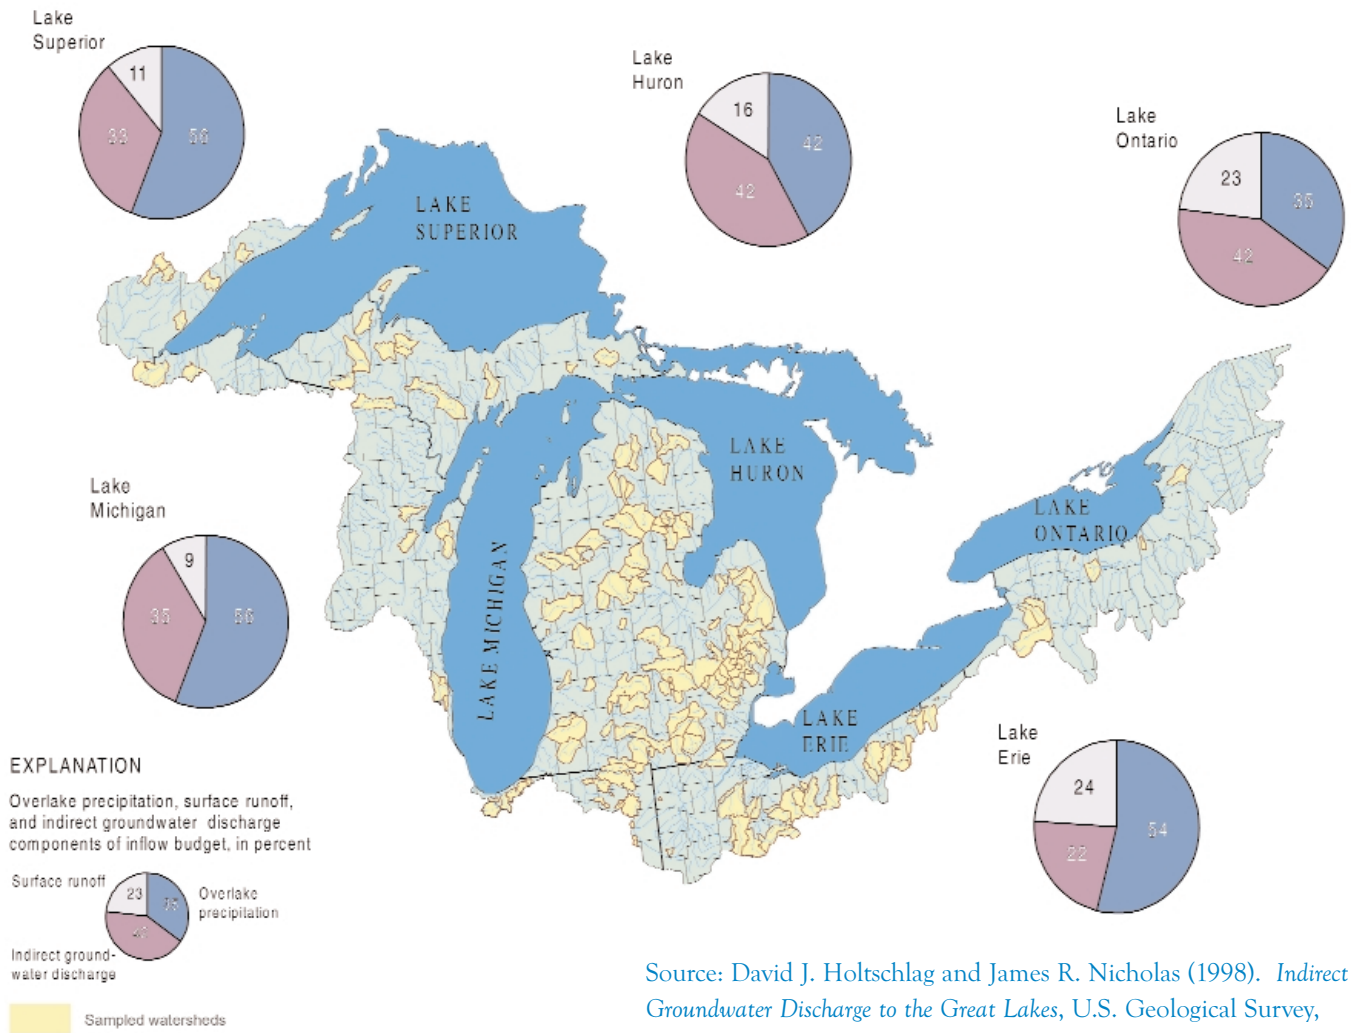 Lake
Superior
11
33
56
Lake
Huron
16
42
42
Lake
Ontario
23
35
42
LAKE
SUPERIOR
LAKE
HURON
LAKE
ONTARIO
LAKE MICHIGAN
LAKE
ERIE
Lake
Michigan
9
35
56
Lake
Erie
24
54
22
EXPLANATION
Overlake precipitation, surface runoff,
and indirect groundwater discharge
components of inflow budget, in percent
Surface runoff
23
Overlake
precipitation
Indirect ground-
water discharge
Sampled watersheds
Source: David J. Holtschlag and James R. Nicholas (1998). Indirect
Groundwater Discharge to the Great Lakes, U.S. Geological Survey,